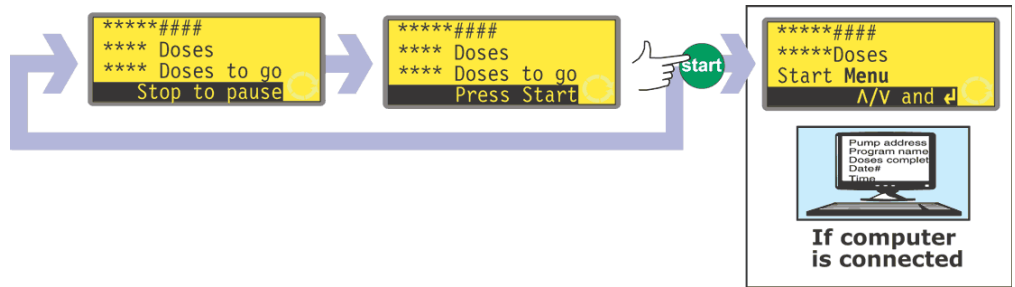 *****####
**** Doses
**** Doses to go
Stop to pause
*****####
**** Doses
**** Doses to go
Press Start
start
*****####
*****Doses
Start Menu
Λ/V and ↲
Pump address
Program name
Doses complet
Date#
Time
If computer
is connected